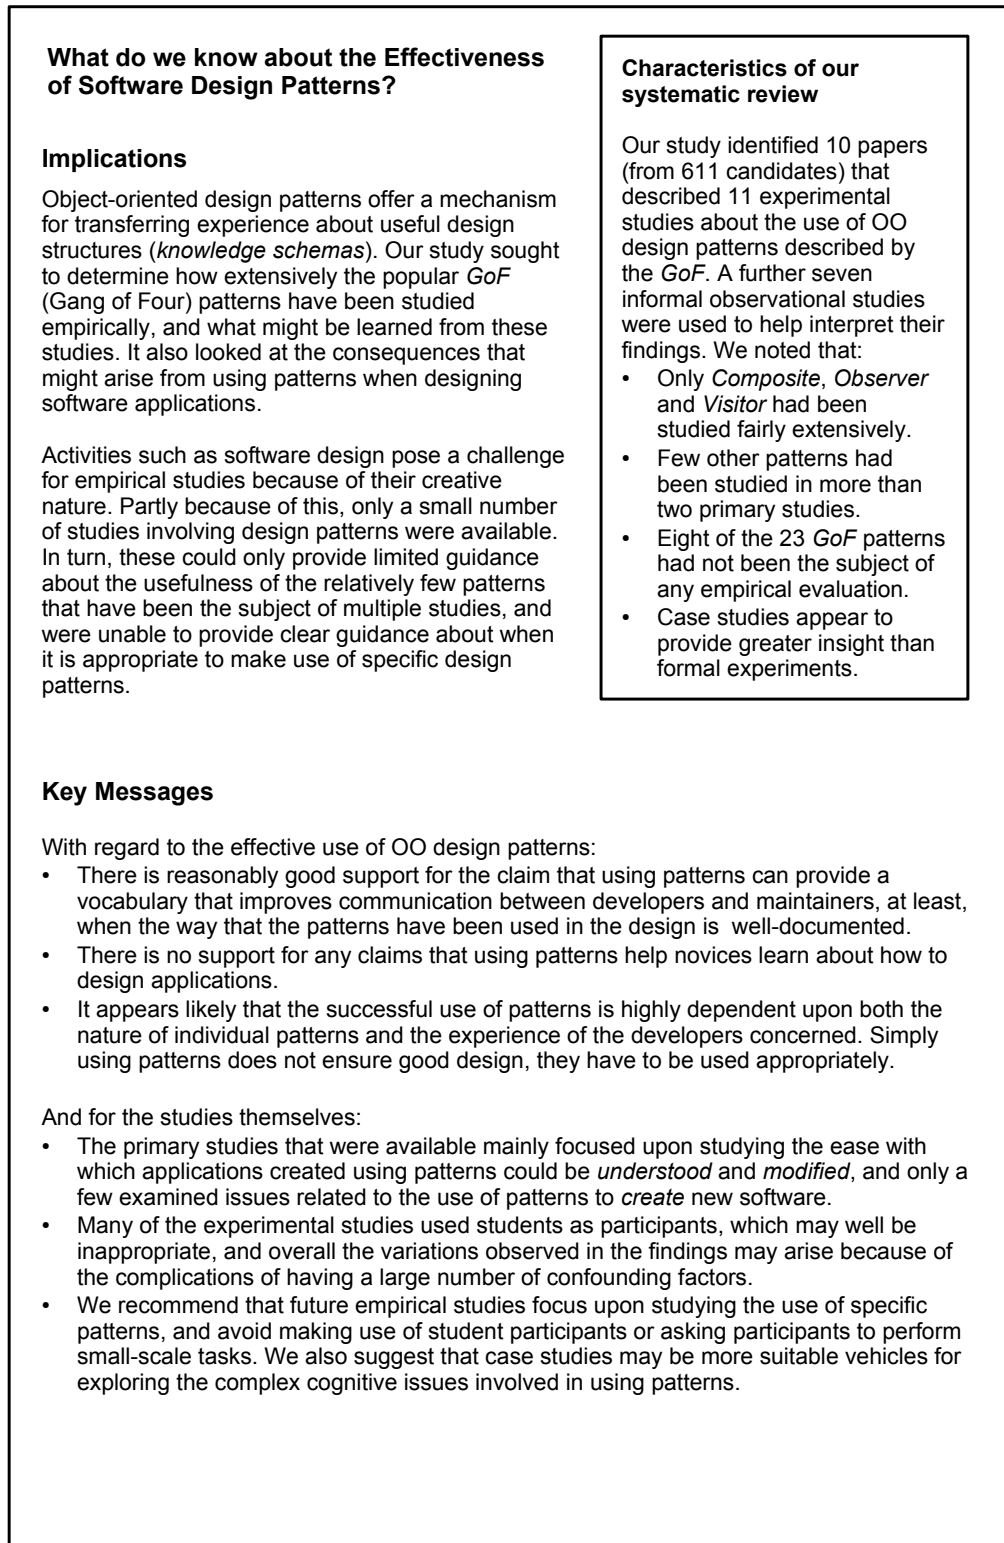 What do we know about the Effectiveness
of Software Design Patterns?
Implications
Object-oriented design patterns offer a mechanism
for transferring experience about useful design
structures (knowledge schemas). Our study sought
to determine how extensively the popular GoF
(Gang of Four) patterns have been studied
empirically, and what might be learned from these
studies. It also looked at the consequences that
might arise from using patterns when designing
software applications.
Activities such as software design pose a challenge
for empirical studies because of their creative
nature. Partly because of this, only a small number
of studies involving design patterns were available.
In turn, these could only provide limited guidance
about the usefulness of the relatively few patterns
that have been the subject of multiple studies, and
were unable to provide clear guidance about when
it is appropriate to make use of specific design
patterns.
Characteristics of our
systematic review
Our study identified 10 papers
(from 611 candidates) that
described 11 experimental
studies about the use of OO
design patterns described by
the GoF. A further seven
informal observational studies
were used to help interpret their
findings. We noted that:
• Only Composite, Observer
and Visitor had been
studied fairly extensively.
• Few other patterns had
been studied in more than
two primary studies.
• Eight of the 23 GoF patterns
had not been the subject of
any empirical evaluation.
• Case studies appear to
provide greater insight than
formal experiments.
Key Messages
With regard to the effective use of OO design patterns:
• There is reasonably good support for the claim that using patterns can provide a
vocabulary that improves communication between developers and maintainers, at least,
when the way that the patterns have been used in the design is well-documented.
• There is no support for any claims that using patterns help novices learn about how to
design applications.
• It appears likely that the successful use of patterns is highly dependent upon both the
nature of individual patterns and the experience of the developers concerned. Simply
using patterns does not ensure good design, they have to be used appropriately.
And for the studies themselves:
• The primary studies that were available mainly focused upon studying the ease with
which applications created using patterns could be understood and modified, and only a
few examined issues related to the use of patterns to create new software.
• Many of the experimental studies used students as participants, which may well be
inappropriate, and overall the variations observed in the findings may arise because of
the complications of having a large number of confounding factors.
• We recommend that future empirical studies focus upon studying the use of specific
patterns, and avoid making use of student participants or asking participants to perform
small-scale tasks. We also suggest that case studies may be more suitable vehicles for
exploring the complex cognitive issues involved in using patterns.